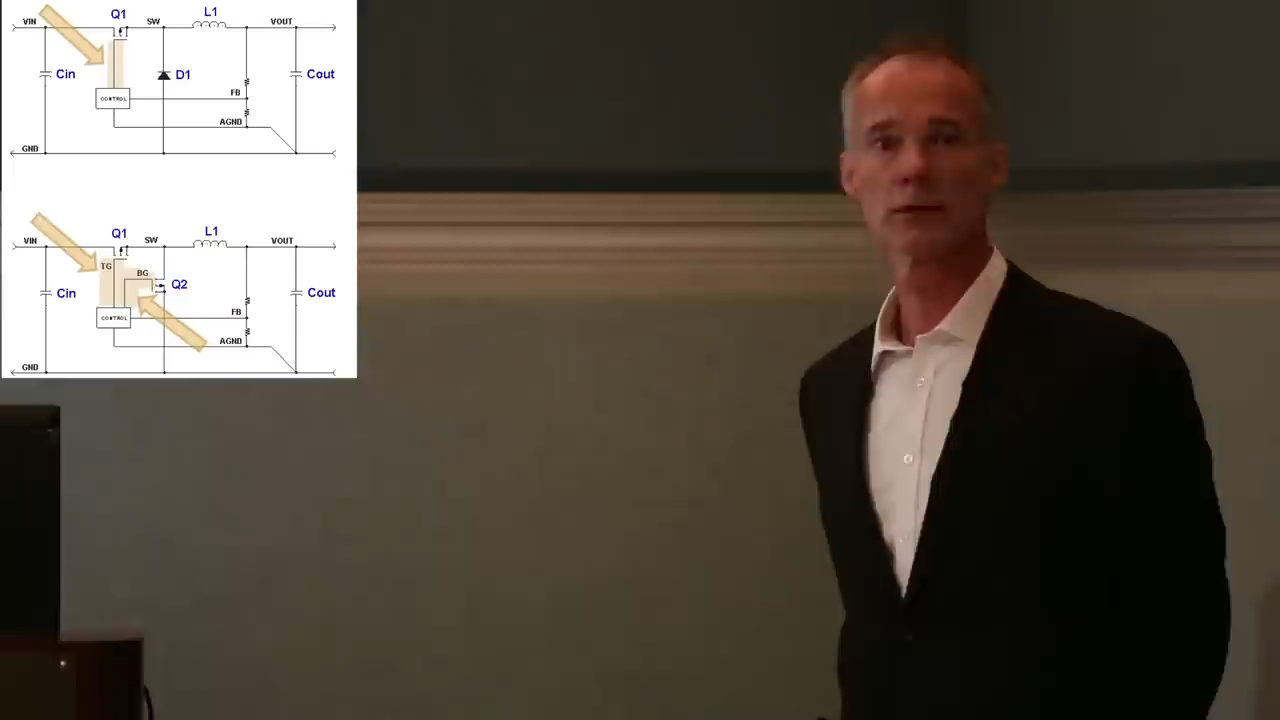 VIN Q1 SW L1 VOUT
Cin D1 Cout
CONTROL FB
AGND
GND
VIN Q1 SW L1 VOUT
TG BG
Q2
Cin Cout
CONTROL FB
AGND
GND